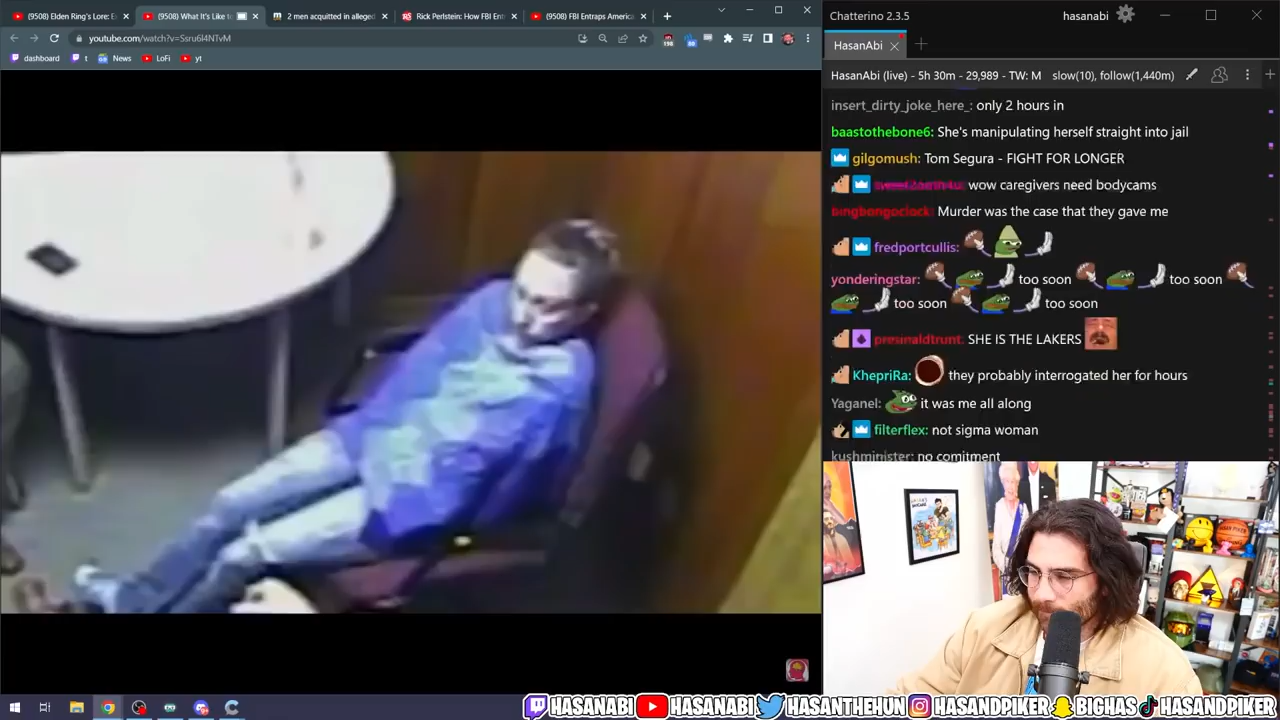 (9508) Elden Ring's Lore: E
(9508) What It's Like t
2 men acquitted in alleged
Rick Perlstein: How FBI Ent
(9508) FBI Entraps America
youtube.com/watch?v=Ssru6l4NTvM
dashboard
t
News
LoFi
yt
Chatterino 2.3.5
hasanabi
HasanAbi
HasanAbi (live) - 5h 30m - 29,989 - TW: M
slow(10), follow(1,440m)
insert_dirty_joke_here_: only 2 hours in
baastothebone6: She's manipulating herself straight into jail
gilgomush: Tom Segura - FIGHT FOR LONGER
wow caregivers need bodycams
bingbongoclock: Murder was the case that they gave me
fredportcullis:
yonderingstar: too soon too soon
too soon too soon
presinaldtrunt: SHE IS THE LAKERS
KhepriRa: they probably interrogated her for hours
Yaganel: it was me all along
filterflex: not sigma woman
kushminister: no comitment
HASANABI HASANABI HASANTHEHUN HASANDPIKER BIGHAS HASANDPIKER